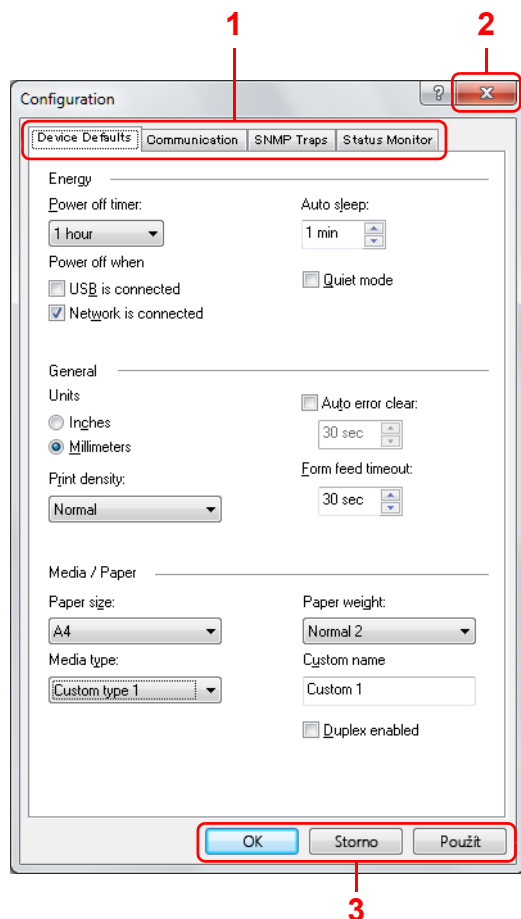 1
2
Configuration
?
x
Device Defaults Communication SNMP Traps Status Monitor
Energy
Power off timer:
Auto sleep:
1 hour
1 min
Power off when
USB is connected
Quiet mode
Network is connected
General
Units
Auto error clear:
Inches
30 sec
Millimeters
Form feed timeout:
Print density:
30 sec
Normal
Media / Paper
Paper size:
Paper weight:
A4
Normal 2
Media type:
Custom name
Custom type 1
Custom 1
Duplex enabled
OK Storno Použít
3